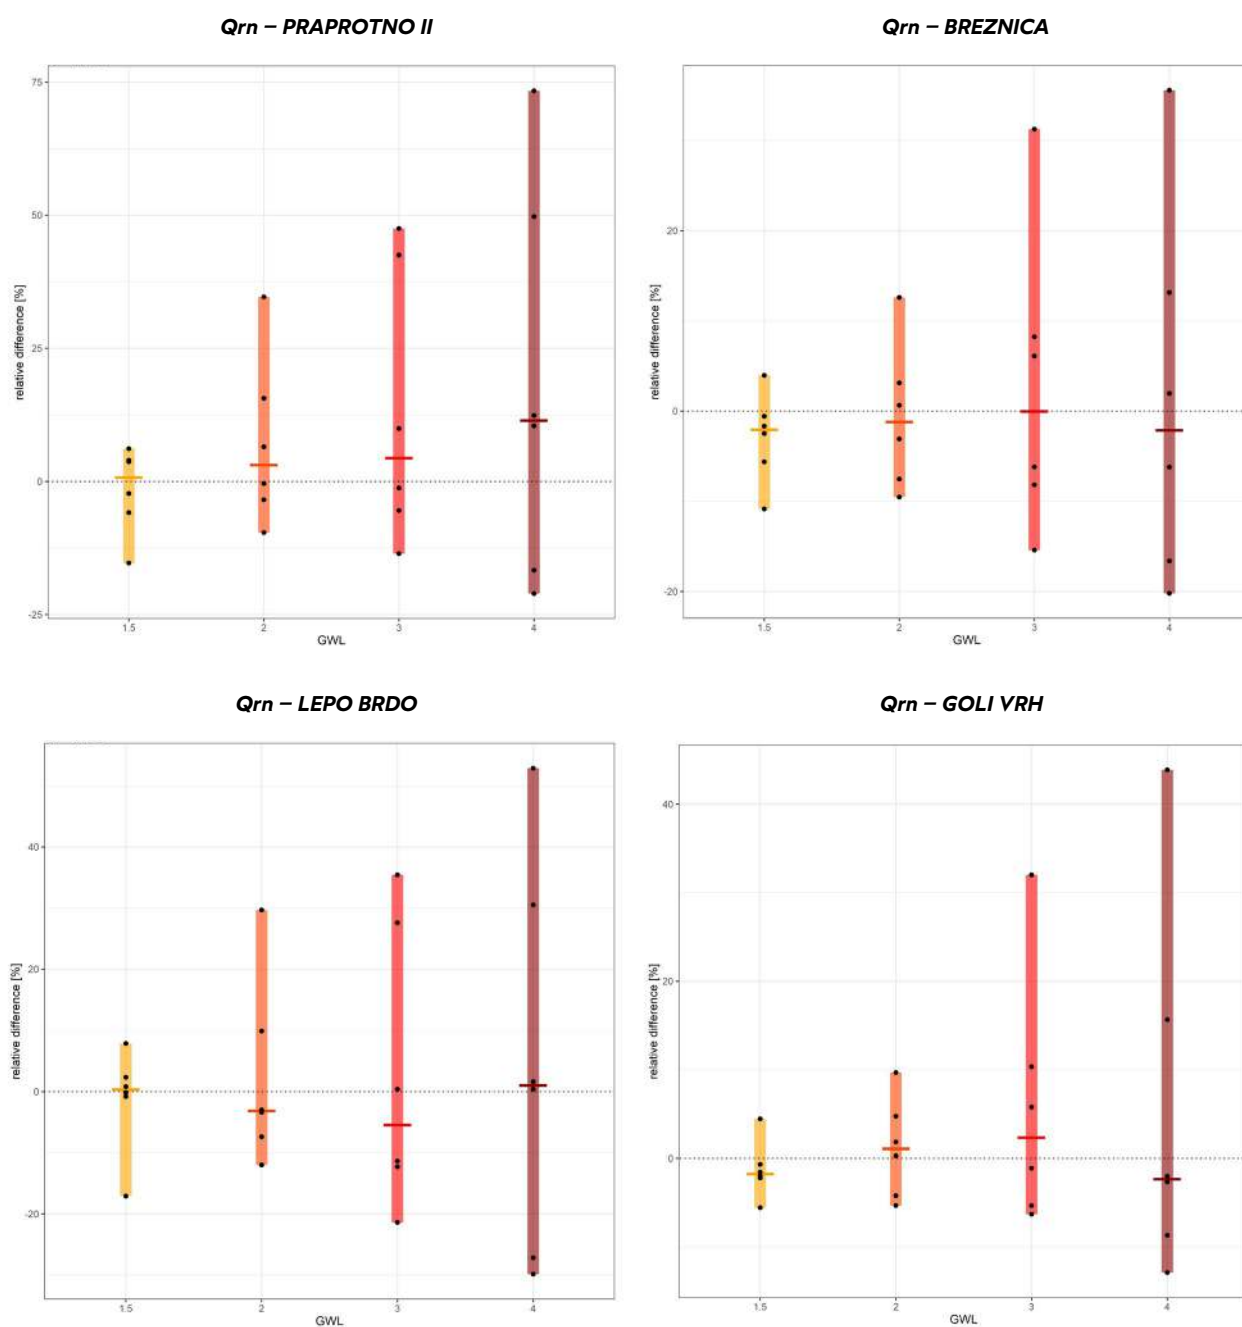 Qrn – PRAPROTNO II
75
50
25
0
-25
relative difference [%]
1.5 2 3 4
GWL
Qrn – BREZNICA
20
0
-20
relative difference [%]
1.5 2 3 4
GWL
Qrn – LEPO BRDO
40
20
0
-20
relative difference [%]
1.5 2 3 4
GWL
Qrn – GOLI VRH
40
20
0
relative difference [%]
1.5 2 3 4
GWL